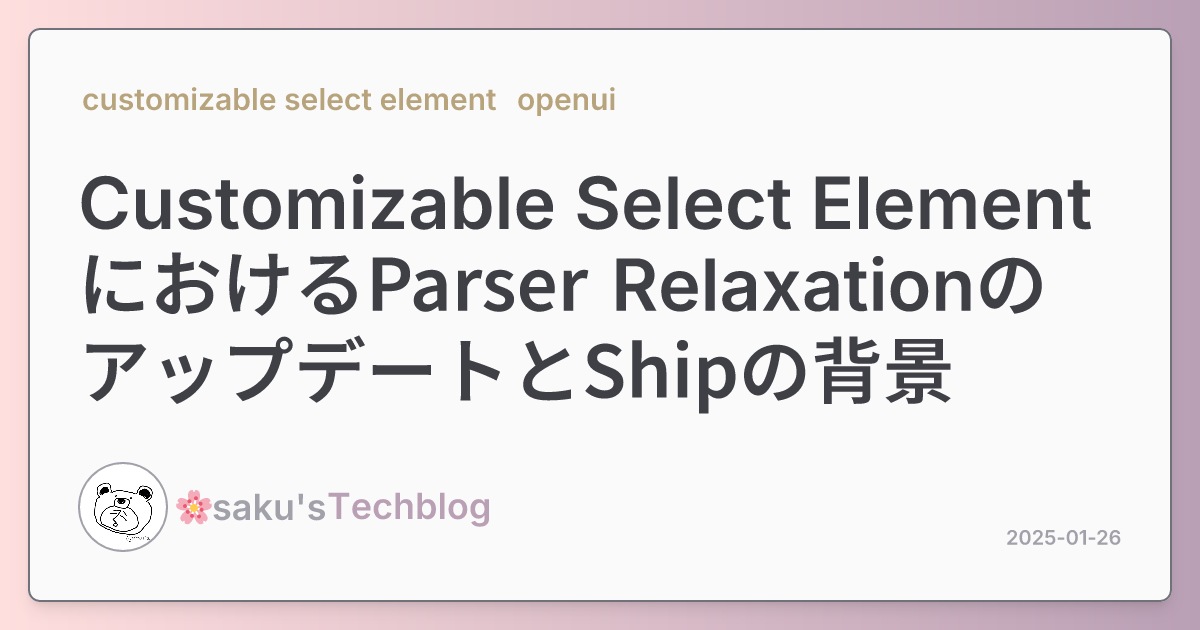 customizable select element openui
Customizable Select Element
におけるParser Relaxationの
アップデートとShipの背景
🌸saku'sTechblog
2025-01-26